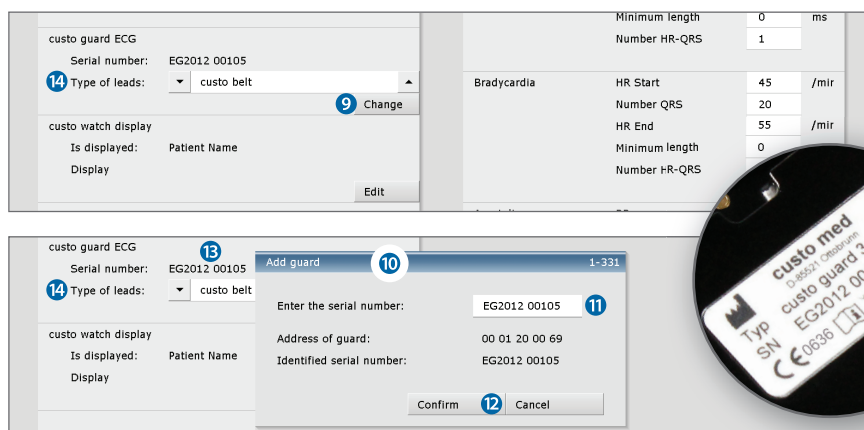 Minimum length 0 ms
custo guard ECG
Number HR-QRS 1
Serial number: EG2012 00105
14 Type of leads: custo belt
Bradycardia HR Start 45 /mir
9 Change
Number QRS 20
custo watch display
HR End 55 /mir
Is displayed: Patient Name
Minimum length 0
Display
Number HR-QRS
Edit
custo guard ECG
13
Serial number: EG2012 00105
14 Type of leads: custo belt
custo watch display
Is displayed: Patient Name
Display
Add guard 10 1-331
Enter the serial number: EG2012 00105 11
Address of guard: 00 01 20 00 69
Identified serial number: EG2012 00105
Confirm 12 Cancel
custo med
D-85521 Ottobrunn
Typ custo guard 3
SN EG2012 00
CE0636